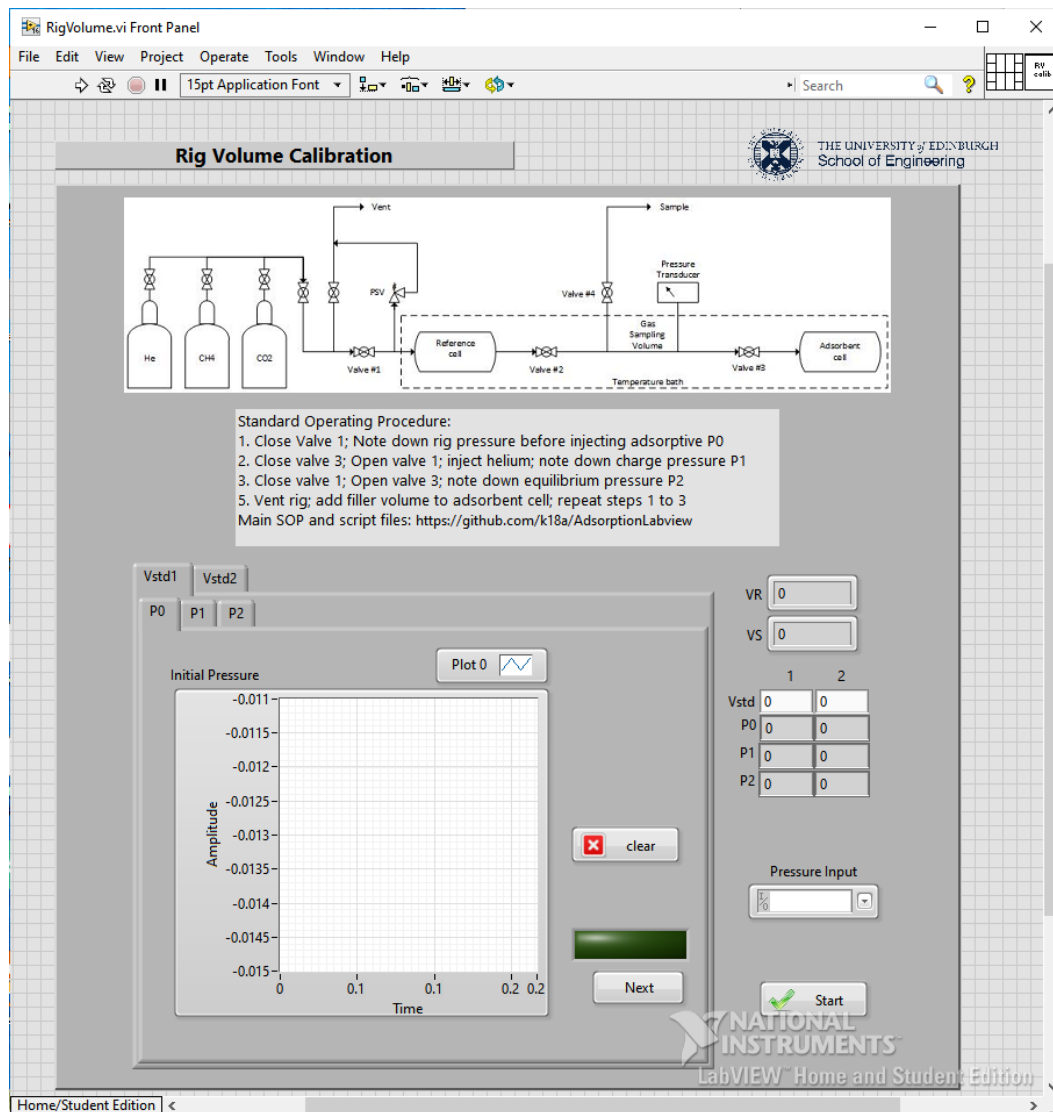 RigVolume.vi Front Panel
File Edit View Project Operate Tools Window Help
15pt Application Font
Search
RV
calib
Rig Volume Calibration
THE UNIVERSITY of EDINBURGH
School of Engineering
Vent
Sample
Pressure
Transducer
PSV
Valve #4
Gas
Sampling
Volume
He
CH4
CO2
Reference
cell
Adsorbent
cell
Valve #1
Valve #2
Valve #3
Temperature bath
Standard Operating Procedure:
1. Close Valve 1; Note down rig pressure before injecting adsorptive P0
2. Close valve 3; Open valve 1; inject helium; note down charge pressure P1
3. Close valve 1; Open valve 3; note down equilibrium pressure P2
5. Vent rig; add filler volume to adsorbent cell; repeat steps 1 to 3
Main SOP and script files: https://github.com/k18a/AdsorptionLabview
Vstd1 Vstd2
P0 P1 P2
Initial Pressure
Plot 0
-0.011
-0.0115
-0.012
-0.0125
-0.013
-0.0135
-0.014
-0.0145
-0.015
Amplitude
0 0.1 0.1 0.2 0.2
Time
clear
Next
VR 0
VS 0
1 2
Vstd 0 0
P0 0 0
P1 0 0
P2 0 0
Pressure Input
I/O
Start
NATIONAL
INSTRUMENTS™
LabVIEW™ Home and Student Edition
Home/Student Edition